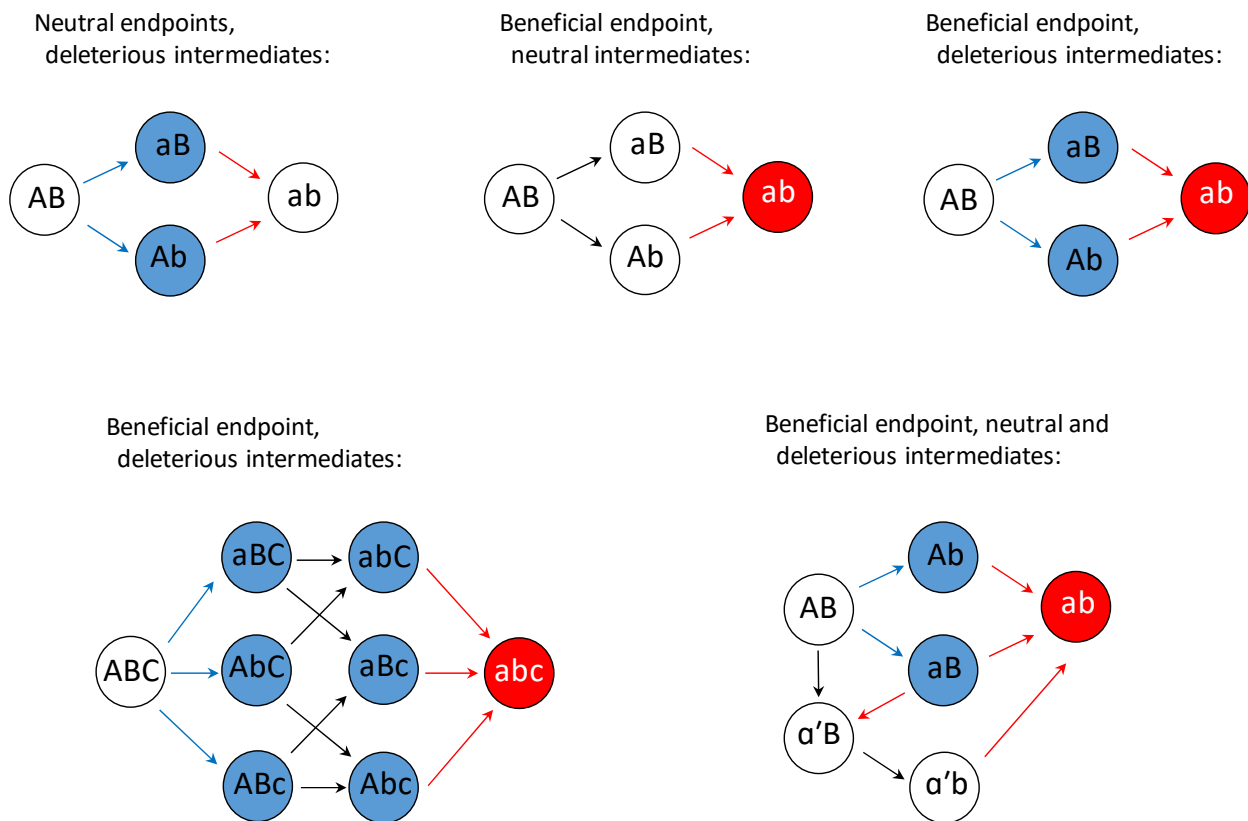 Neutral endpoints,
deleterious intermediates:
AB
aB
Ab
ab
Beneficial endpoint,
neutral intermediates:
AB
aB
Ab
ab
Beneficial endpoint,
deleterious intermediates:
AB
aB
Ab
ab
Beneficial endpoint,
deleterious intermediates:
ABC
aBC
AbC
ABc
abC
aBc
Abc
abc
Beneficial endpoint, neutral and
deleterious intermediates:
AB
Ab
aB
ab
ɑ′B
ɑ′b